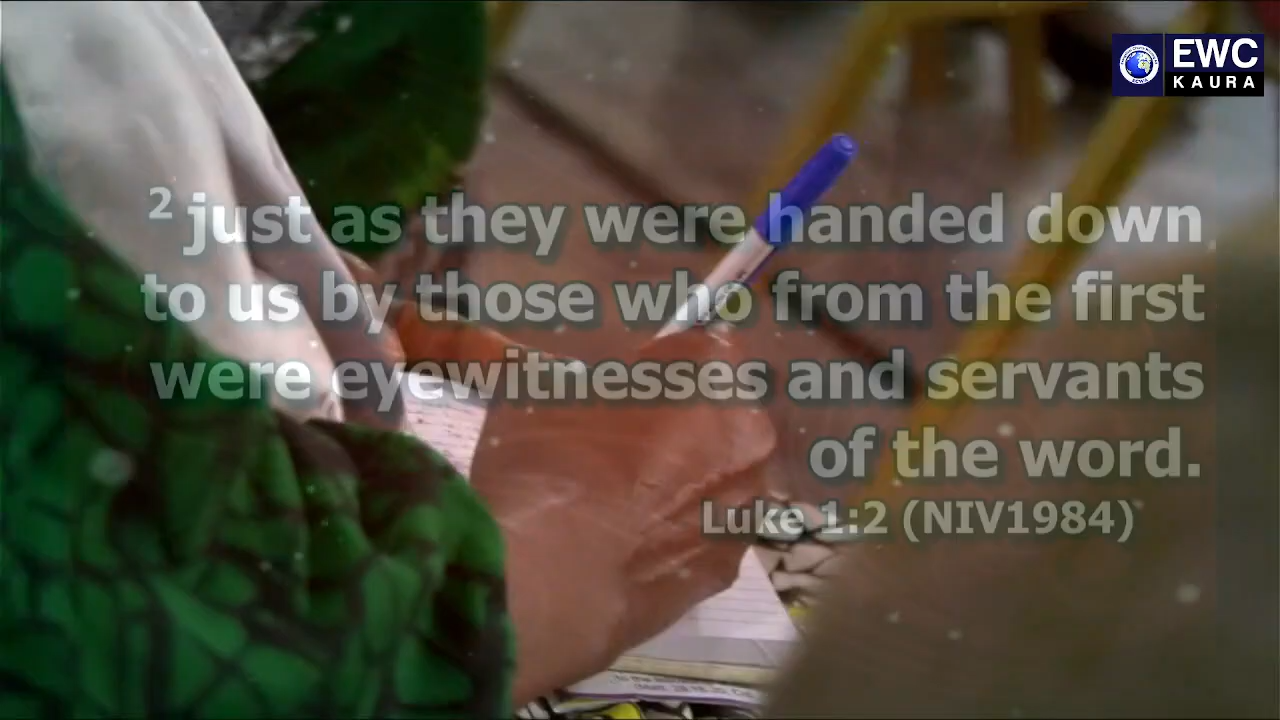 EWC
KAURA
2 just as they were handed down
to us by those who from the first
were eyewitnesses and servants
of the word.
Luke 1:2 (NIV1984)